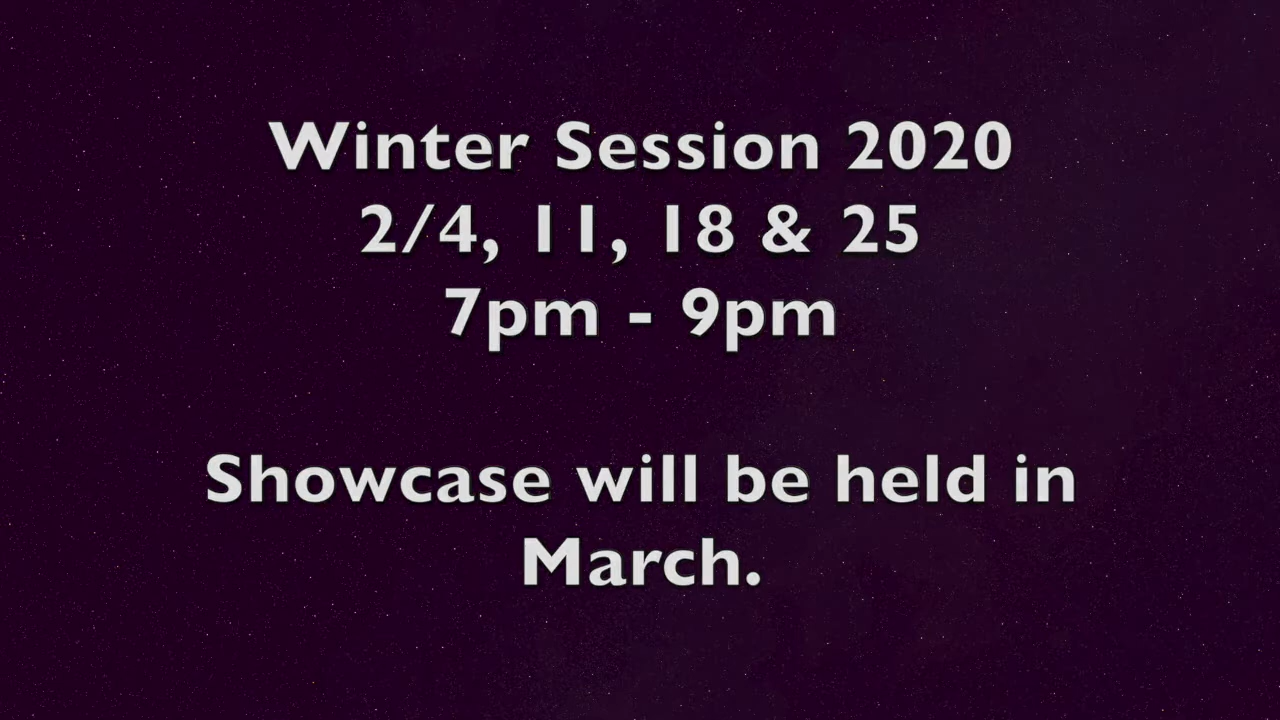 Winter Session 2020
2/4, 11, 18 & 25
7pm - 9pm
Showcase will be held in
March.